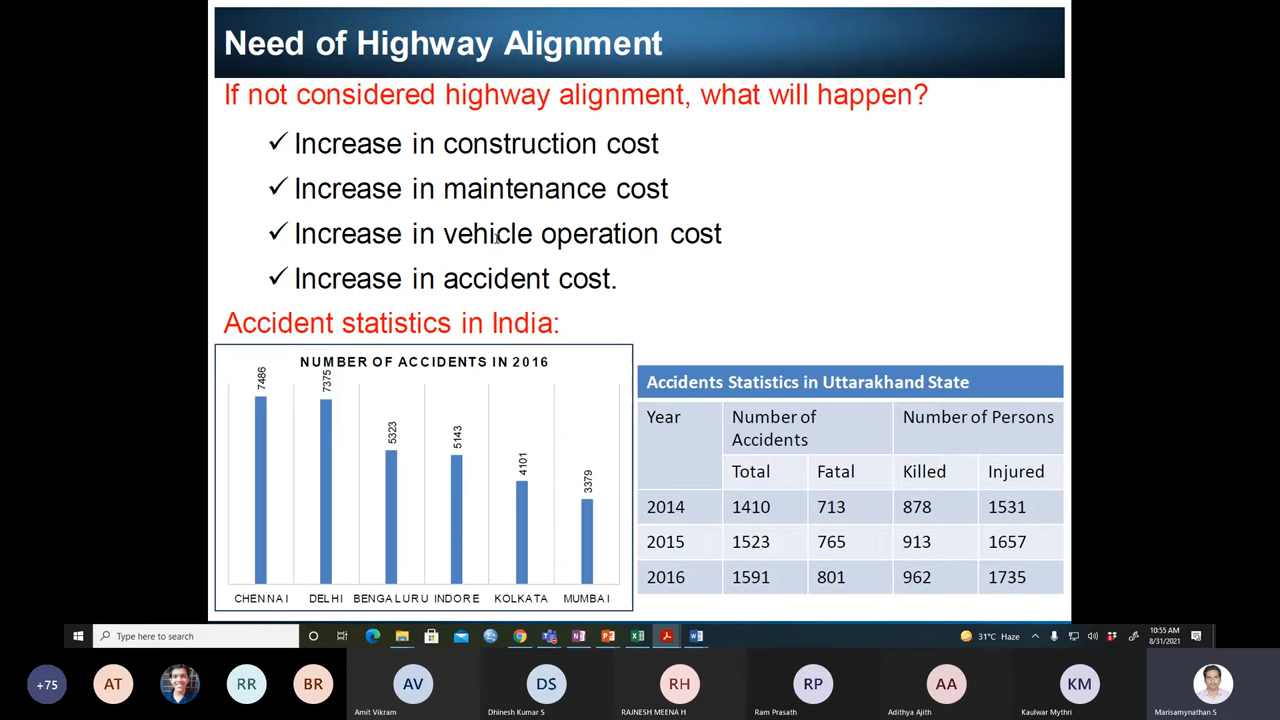 Need of Highway Alignment
If not considered highway alignment, what will happen?
✓ Increase in construction cost
✓ Increase in maintenance cost
✓ Increase in vehicle operation cost
✓ Increase in accident cost.
Accident statistics in India:
NUMBER OF ACCIDENTS IN 2016
7486 7375 5323 5143 4101 3379
CHENNAI DELHI BENGALURU INDORE KOLKATA MUMBAI
Accidents Statistics in Uttarakhand State
Year Number of Accidents Number of Persons
Total Fatal Killed Injured
2014 1410 713 878 1531
2015 1523 765 913 1657
2016 1591 801 962 1735
Type here to search
31°C Haze
10:55 AM
8/31/2021
+75 AT RR BR AV DS RH RP AA KM
Amit Vikram Dhinesh Kumar S RAJNESH MEENA H Ram Prasath Adithya Ajith Kaulwar Mythri Marisamynathan S